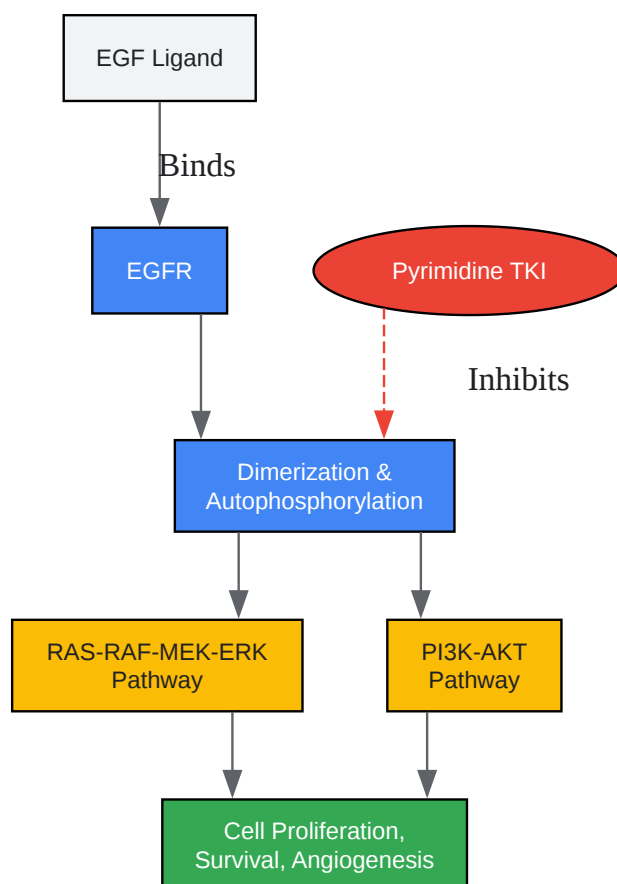 EGF Ligand
Binds
EGFR
Pyrimidine TKI
Inhibits
Dimerization &
Autophosphorylation
RAS-RAF-MEK-ERK
Pathway
PI3K-AKT
Pathway
Cell Proliferation,
Survival, Angiogenesis